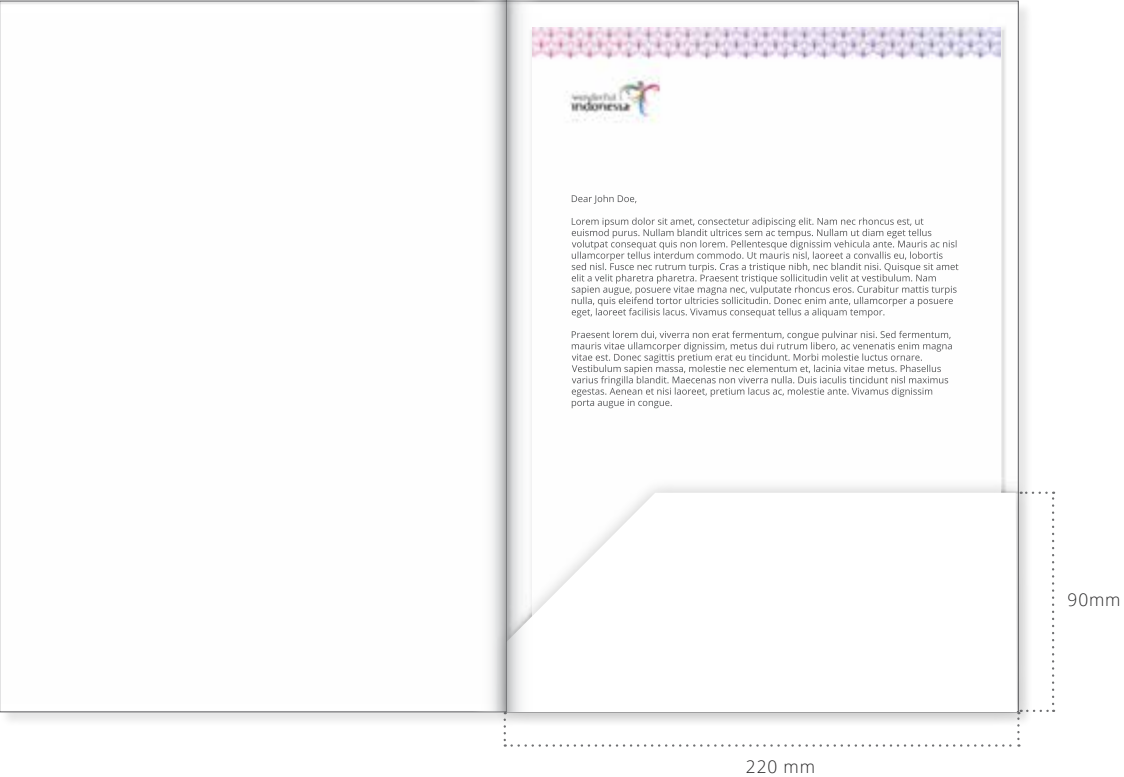 wonderful
indonesia
Dear John Doe,
Lorem ipsum dolor sit amet, consectetur adipiscing elit. Nam nec rhoncus est, ut
euismod purus. Nullam blandit ultrices sem ac tempus. Nullam ut diam eget tellus
volutpat consequat quis non lorem. Pellentesque dignissim vehicula ante. Mauris ac nisl
ullamcorper tellus interdum commodo. Ut mauris nisl, laoreet a convallis eu, lobortis
sed nisl. Fusce nec rutrum turpis. Cras a tristique nibh, nec blandit nisi. Quisque sit amet
elit a velit pharetra pharetra. Praesent tristique sollicitudin velit at vestibulum. Nam
sapien augue, posuere vitae magna nec, vulputate rhoncus eros. Curabitur mattis turpis
nulla, quis eleifend tortor ultricies sollicitudin. Donec enim ante, ullamcorper a posuere
eget, laoreet facilisis lacus. Vivamus consequat tellus a aliquam tempor.
Praesent lorem dui, viverra non erat fermentum, congue pulvinar nisi. Sed fermentum,
mauris vitae ullamcorper dignissim, metus dui rutrum libero, ac venenatis enim magna
vitae est. Donec sagittis pretium erat eu tincidunt. Morbi molestie luctus ornare.
Vestibulum sapien massa, molestie nec elementum et, lacinia vitae metus. Phasellus
varius fringilla blandit. Maecenas non viverra nulla. Duis iaculis tincidunt nisl maximus
egestas. Aenean et nisi laoreet, pretium lacus ac, molestie ante. Vivamus dignissim
porta augue in congue.
90mm
220 mm